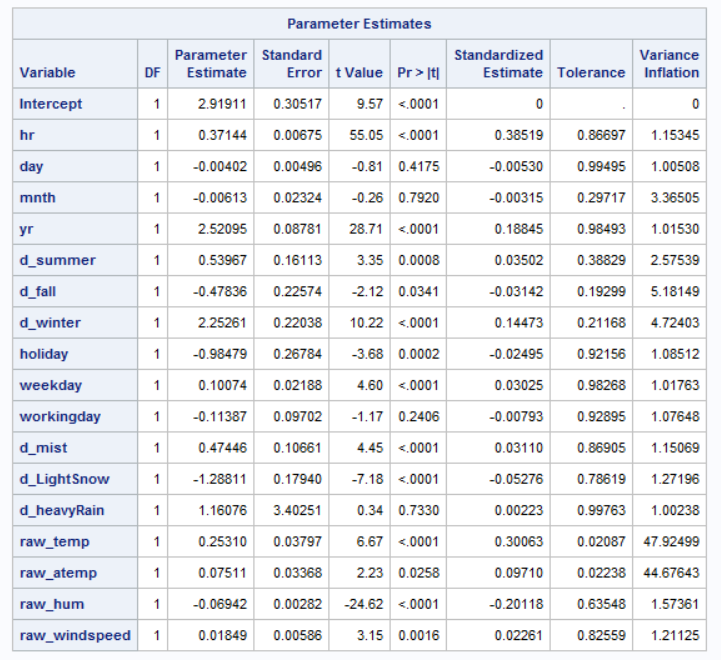 Parameter Estimates
Variable DF Parameter Estimate Standard Error t Value Pr > |t| Standardized Estimate Tolerance Variance Inflation
Intercept 1 2.91911 0.30517 9.57 <.0001 0 . 0
hr 1 0.37144 0.00675 55.05 <.0001 0.38519 0.86697 1.15345
day 1 -0.00402 0.00496 -0.81 0.4175 -0.00530 0.99495 1.00508
mnth 1 -0.00613 0.02324 -0.26 0.7920 -0.00315 0.29717 3.36505
yr 1 2.52095 0.08781 28.71 <.0001 0.18845 0.98493 1.01530
d_summer 1 0.53967 0.16113 3.35 0.0008 0.03502 0.38829 2.57539
d_fall 1 -0.47836 0.22574 -2.12 0.0341 -0.03142 0.19299 5.18149
d_winter 1 2.25261 0.22038 10.22 <.0001 0.14473 0.21168 4.72403
holiday 1 -0.98479 0.26784 -3.68 0.0002 -0.02495 0.92156 1.08512
weekday 1 0.10074 0.02188 4.60 <.0001 0.03025 0.98268 1.01763
workingday 1 -0.11387 0.09702 -1.17 0.2406 -0.00793 0.92895 1.07648
d_mist 1 0.47446 0.10661 4.45 <.0001 0.03110 0.86905 1.15069
d_LightSnow 1 -1.28811 0.17940 -7.18 <.0001 -0.05276 0.78619 1.27196
d_heavyRain 1 1.16076 3.40251 0.34 0.7330 0.00223 0.99763 1.00238
raw_temp 1 0.25310 0.03797 6.67 <.0001 0.30063 0.02087 47.92499
raw_atemp 1 0.07511 0.03368 2.23 0.0258 0.09710 0.02238 44.67643
raw_hum 1 -0.06942 0.00282 -24.62 <.0001 -0.20118 0.63548 1.57361
raw_windspeed 1 0.01849 0.00586 3.15 0.0016 0.02261 0.82559 1.21125